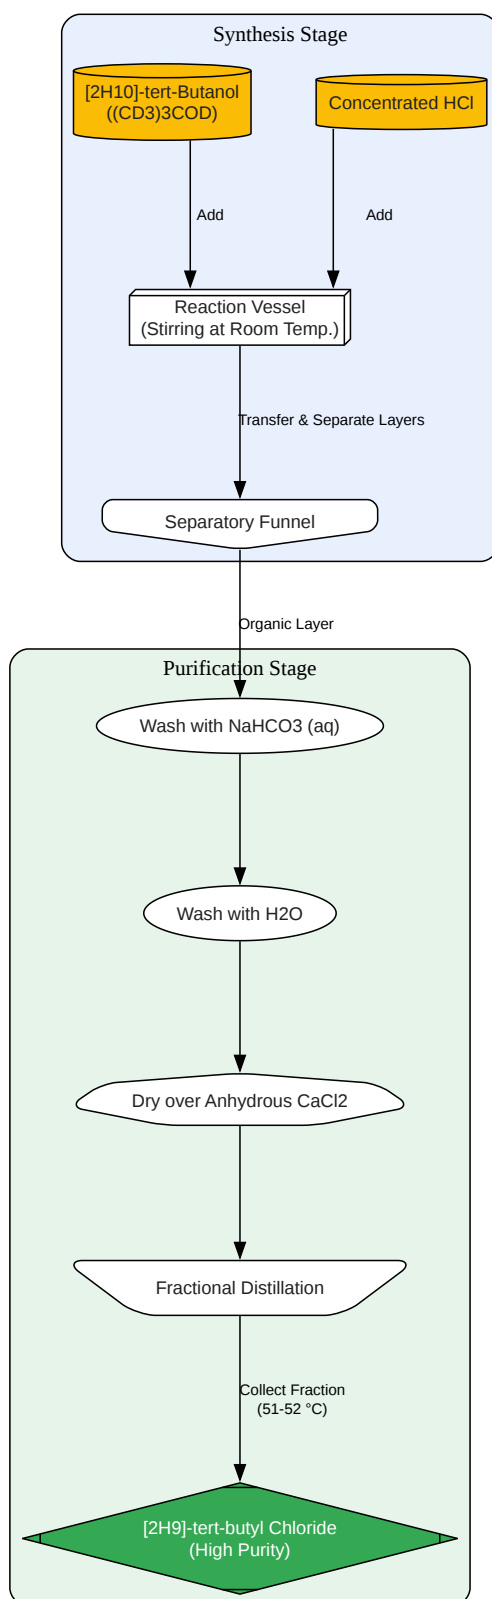 Synthesis Stage
[2H10]-tert-Butanol
((CD3)3COD)
Concentrated HCl
Add
Add
Reaction Vessel
(Stirring at Room Temp.)
Transfer & Separate Layers
Separatory Funnel
Organic Layer
Purification Stage
Wash with NaHCO3 (aq)
Wash with H2O
Dry over Anhydrous CaCl2
Fractional Distillation
Collect Fraction
(51-52 °C)
[2H9]-tert-butyl Chloride
(High Purity)